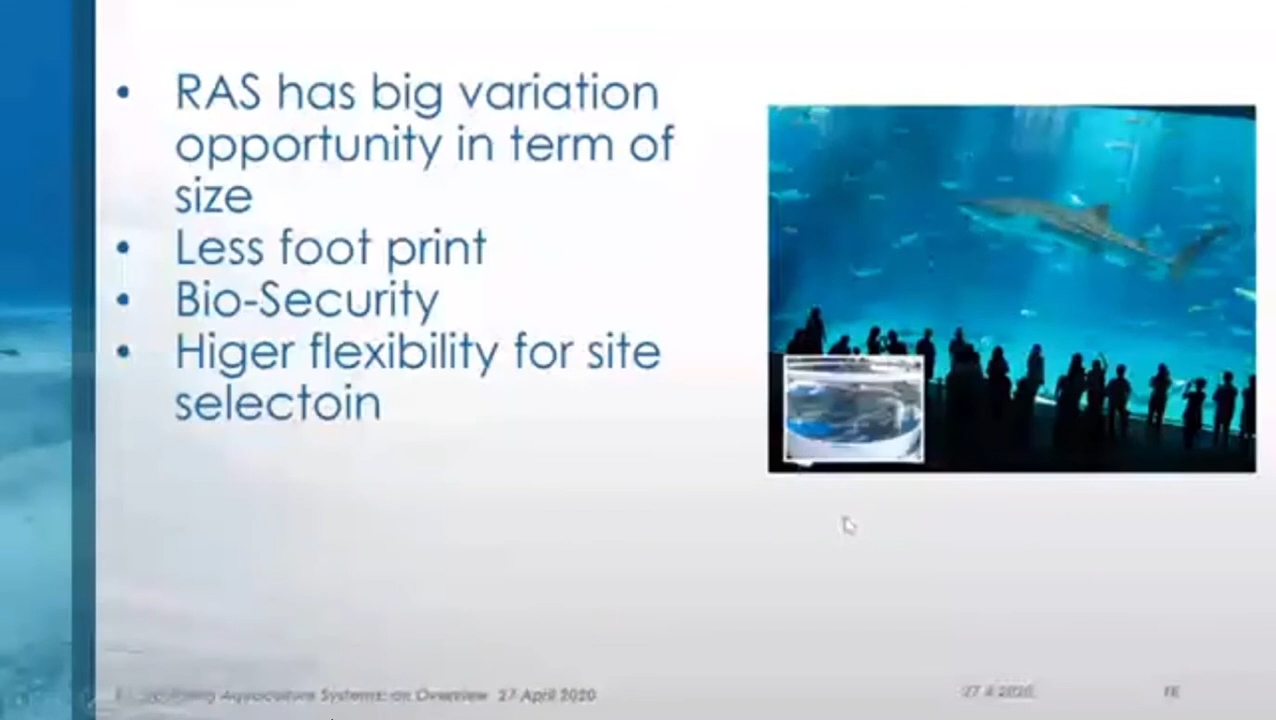 • RAS has big variation
opportunity in term of
size
• Less foot print
• Bio-Security
• Higer flexibility for site
selectoin
Aquaculture Systems: an Overview 27 April 2020
27.4.2020